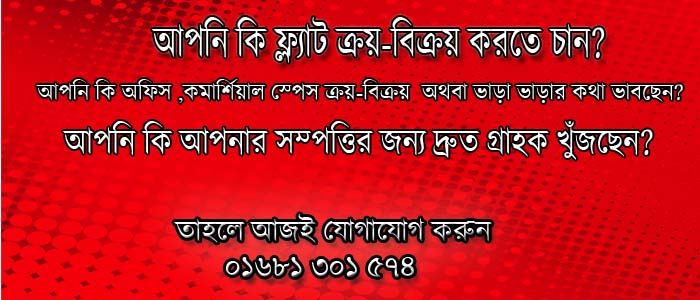 আপনি কি ফ্ল্যাট ক্রয়-বিক্রয় করতে চান?
আপনি কি অফিস ,কমার্শিয়াল স্পেস ক্রয়-বিক্রয় অথবা ভাড়া ভাড়ার কথা ভাবছেন?
আপনি কি আপনার সম্পত্তির জন্য দ্রুত গ্রাহক খুঁজছেন?
তাহলে আজই যোগাযোগ করুন
০১৬৮১ ৩০১ ৫৭৪